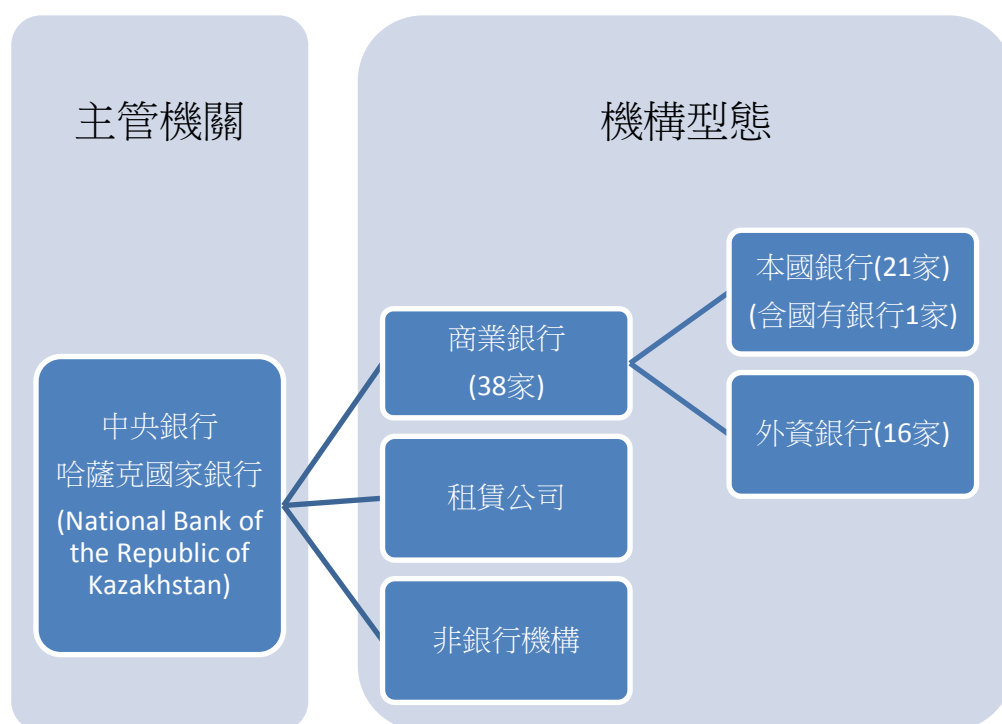 主管機關
機構型態
中央銀行
哈薩克國家銀行
(National Bank of
the Republic of
Kazakhstan)
商業銀行
(38家)
租賃公司
非銀行機構
本國銀行(21家)
(含國有銀行1家)
外資銀行(16家)